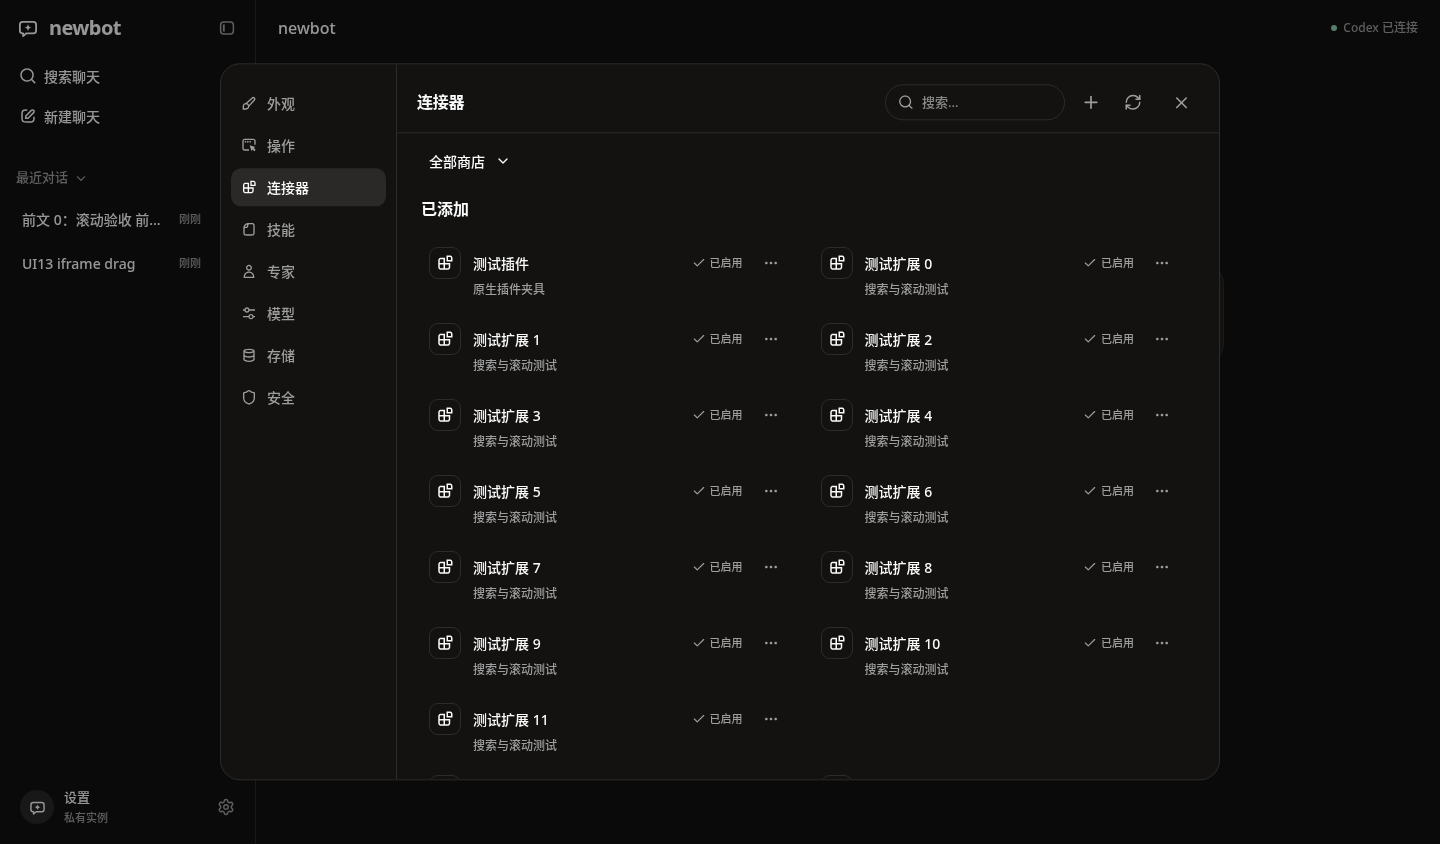 newbot
newbot
Codex 已连接
搜索聊天
新建聊天
最近对话
前文 0：滚动验收 前... 刚刚
UI13 iframe drag 刚刚
设置
私有实例
外观
操作
连接器
技能
专家
模型
存储
安全
连接器
搜索...
全部商店
已添加
测试插件 已启用
原生插件夹具
测试扩展 0 已启用
搜索与滚动测试
测试扩展 1 已启用
搜索与滚动测试
测试扩展 2 已启用
搜索与滚动测试
测试扩展 3 已启用
搜索与滚动测试
测试扩展 4 已启用
搜索与滚动测试
测试扩展 5 已启用
搜索与滚动测试
测试扩展 6 已启用
搜索与滚动测试
测试扩展 7 已启用
搜索与滚动测试
测试扩展 8 已启用
搜索与滚动测试
测试扩展 9 已启用
搜索与滚动测试
测试扩展 10 已启用
搜索与滚动测试
测试扩展 11 已启用
搜索与滚动测试